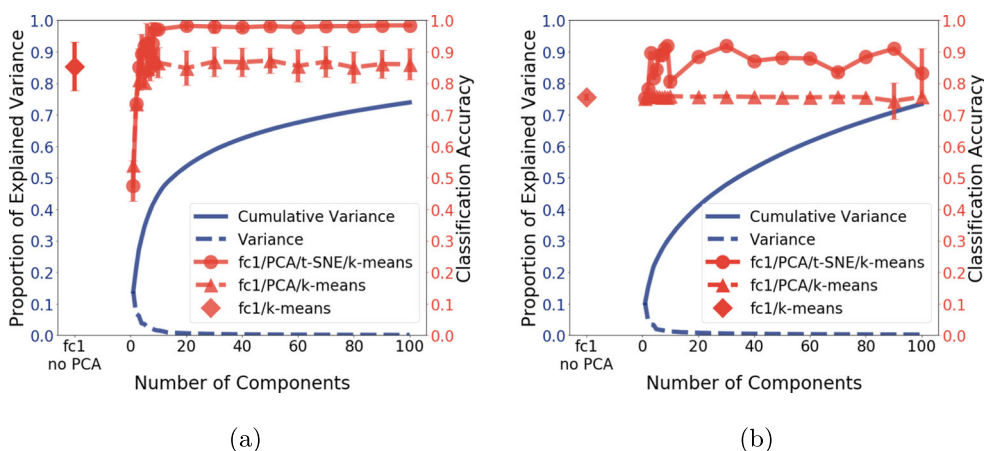 1.0 1.0
0.9 0.9
0.8 0.8
0.7 0.7
0.6 0.6
0.5 0.5
0.4 0.4
0.3 0.3
0.2 0.2
0.1 0.1
0.0 0.0
Proportion of Explained Variance
Classification Accuracy
Cumulative Variance
Variance
fc1/PCA/t-SNE/k-means
fc1/PCA/k-means
fc1/k-means
fc1 0 20 40 60 80 100
no PCA
Number of Components
(a)
1.0 1.0
0.9 0.9
0.8 0.8
0.7 0.7
0.6 0.6
0.5 0.5
0.4 0.4
0.3 0.3
0.2 0.2
0.1 0.1
0.0 0.0
Proportion of Explained Variance
Classification Accuracy
Cumulative Variance
Variance
fc1/PCA/t-SNE/k-means
fc1/PCA/k-means
fc1/k-means
fc1 0 20 40 60 80 100
no PCA
Number of Components
(b)